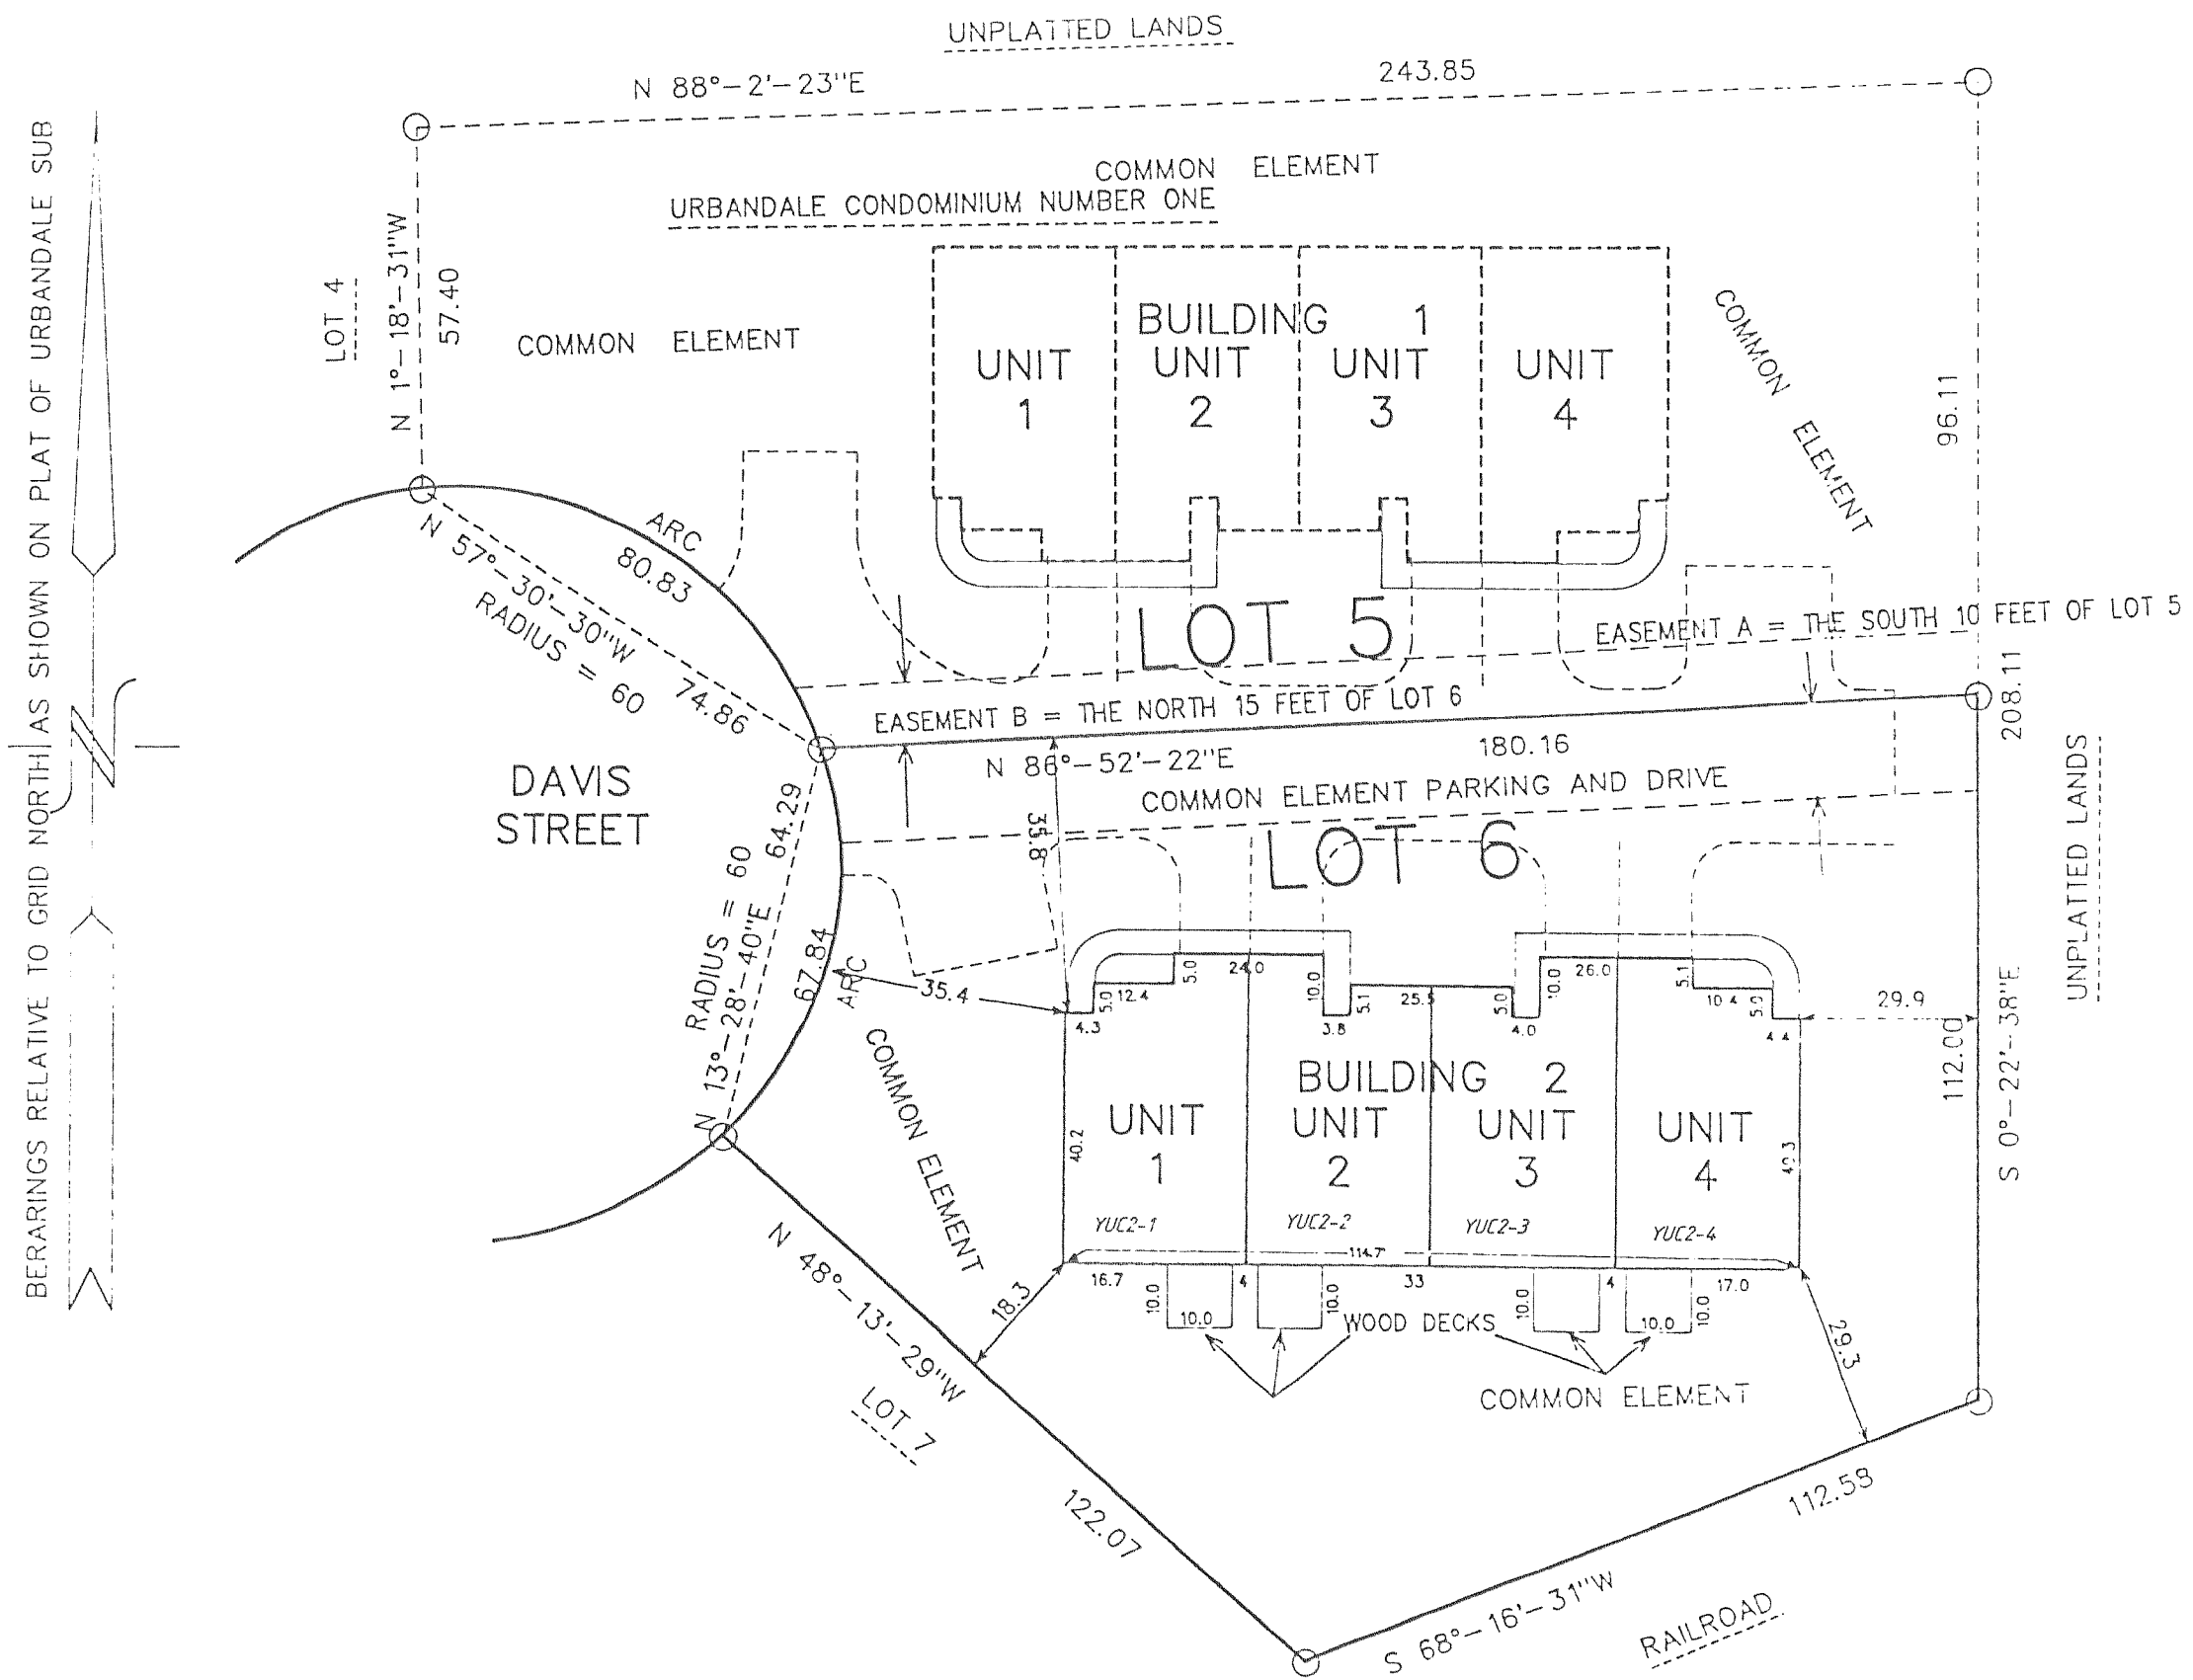 UNPLATTED LANDS
N 88°-2'-23"E
243.85
BERARINGS RELATIVE TO GRID NORTH AS SHOWN ON PLAT OF URBANDALE SUB
N
COMMON ELEMENT
URBANDALE CONDOMINIUM NUMBER ONE
LOT 4
N 1°-18'-31"W
57.40
COMMON ELEMENT
BUILDING 1
UNIT 1
UNIT 2
UNIT 3
UNIT 4
COMMON ELEMENT
96.11
ARC
80.83
N 57°-30'-30"W
RADIUS = 60
74.86
LOT 5
EASEMENT A = THE SOUTH 10 FEET OF LOT 5
EASEMENT B = THE NORTH 15 FEET OF LOT 6
N 86°-52'-22"E
180.16
208.11
DAVIS
STREET
COMMON ELEMENT PARKING AND DRIVE
UNPLATTED LANDS
35.8
LOT 6
64.29
RADIUS = 60
N 13°-28'-40"E
67.84
ARC
35.4
4.3
5.0
12.4
5.0
24.0
10.0
3.8
5.1
25.5
5.0
4.0
10.0
26.0
5.1
10.4
5.0
4.4
29.9
112.00
S 0°-22'-38"E
COMMON ELEMENT
BUILDING 2
UNIT 1
UNIT 2
UNIT 3
UNIT 4
40.2
YUC2-1
YUC2-2
YUC2-3
YUC2-4
114.7'
16.7
4
33
4
17.0
10.0
10.0
10.0
10.0
10.0
10.0
WOOD DECKS
18.3
29.3
COMMON ELEMENT
N 48°-13'-29"W
LOT 7
122.07
112.58
S 68°-16'-31"W
RAILROAD